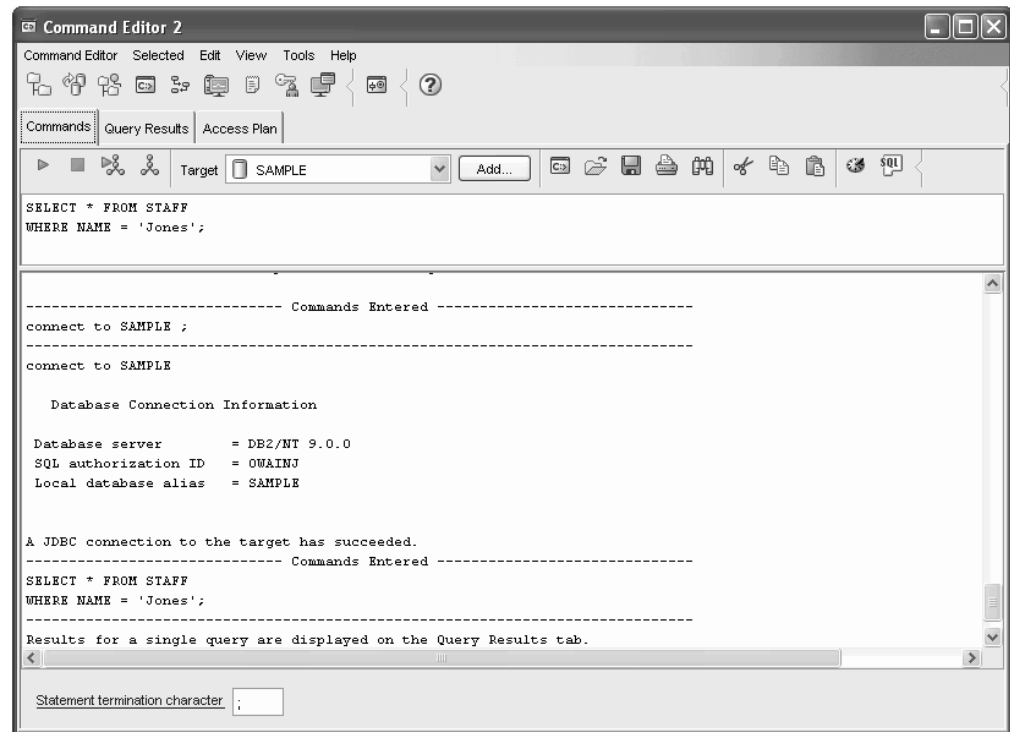 Command Editor 2
Command Editor Selected Edit View Tools Help
Commands Query Results Access Plan
Target SAMPLE Add... SQL
SELECT * FROM STAFF
WHERE NAME = 'Jones';
------------------------------ Commands Entered ------------------------------
connect to SAMPLE ;
------------------------------------------------------------------------------
connect to SAMPLE
Database Connection Information
Database server = DB2/NT 9.0.0
SQL authorization ID = OWAINJ
Local database alias = SAMPLE
A JDBC connection to the target has succeeded.
------------------------------ Commands Entered ------------------------------
SELECT * FROM STAFF
WHERE NAME = 'Jones';
------------------------------------------------------------------------------
Results for a single query are displayed on the Query Results tab.
Statement termination character ;